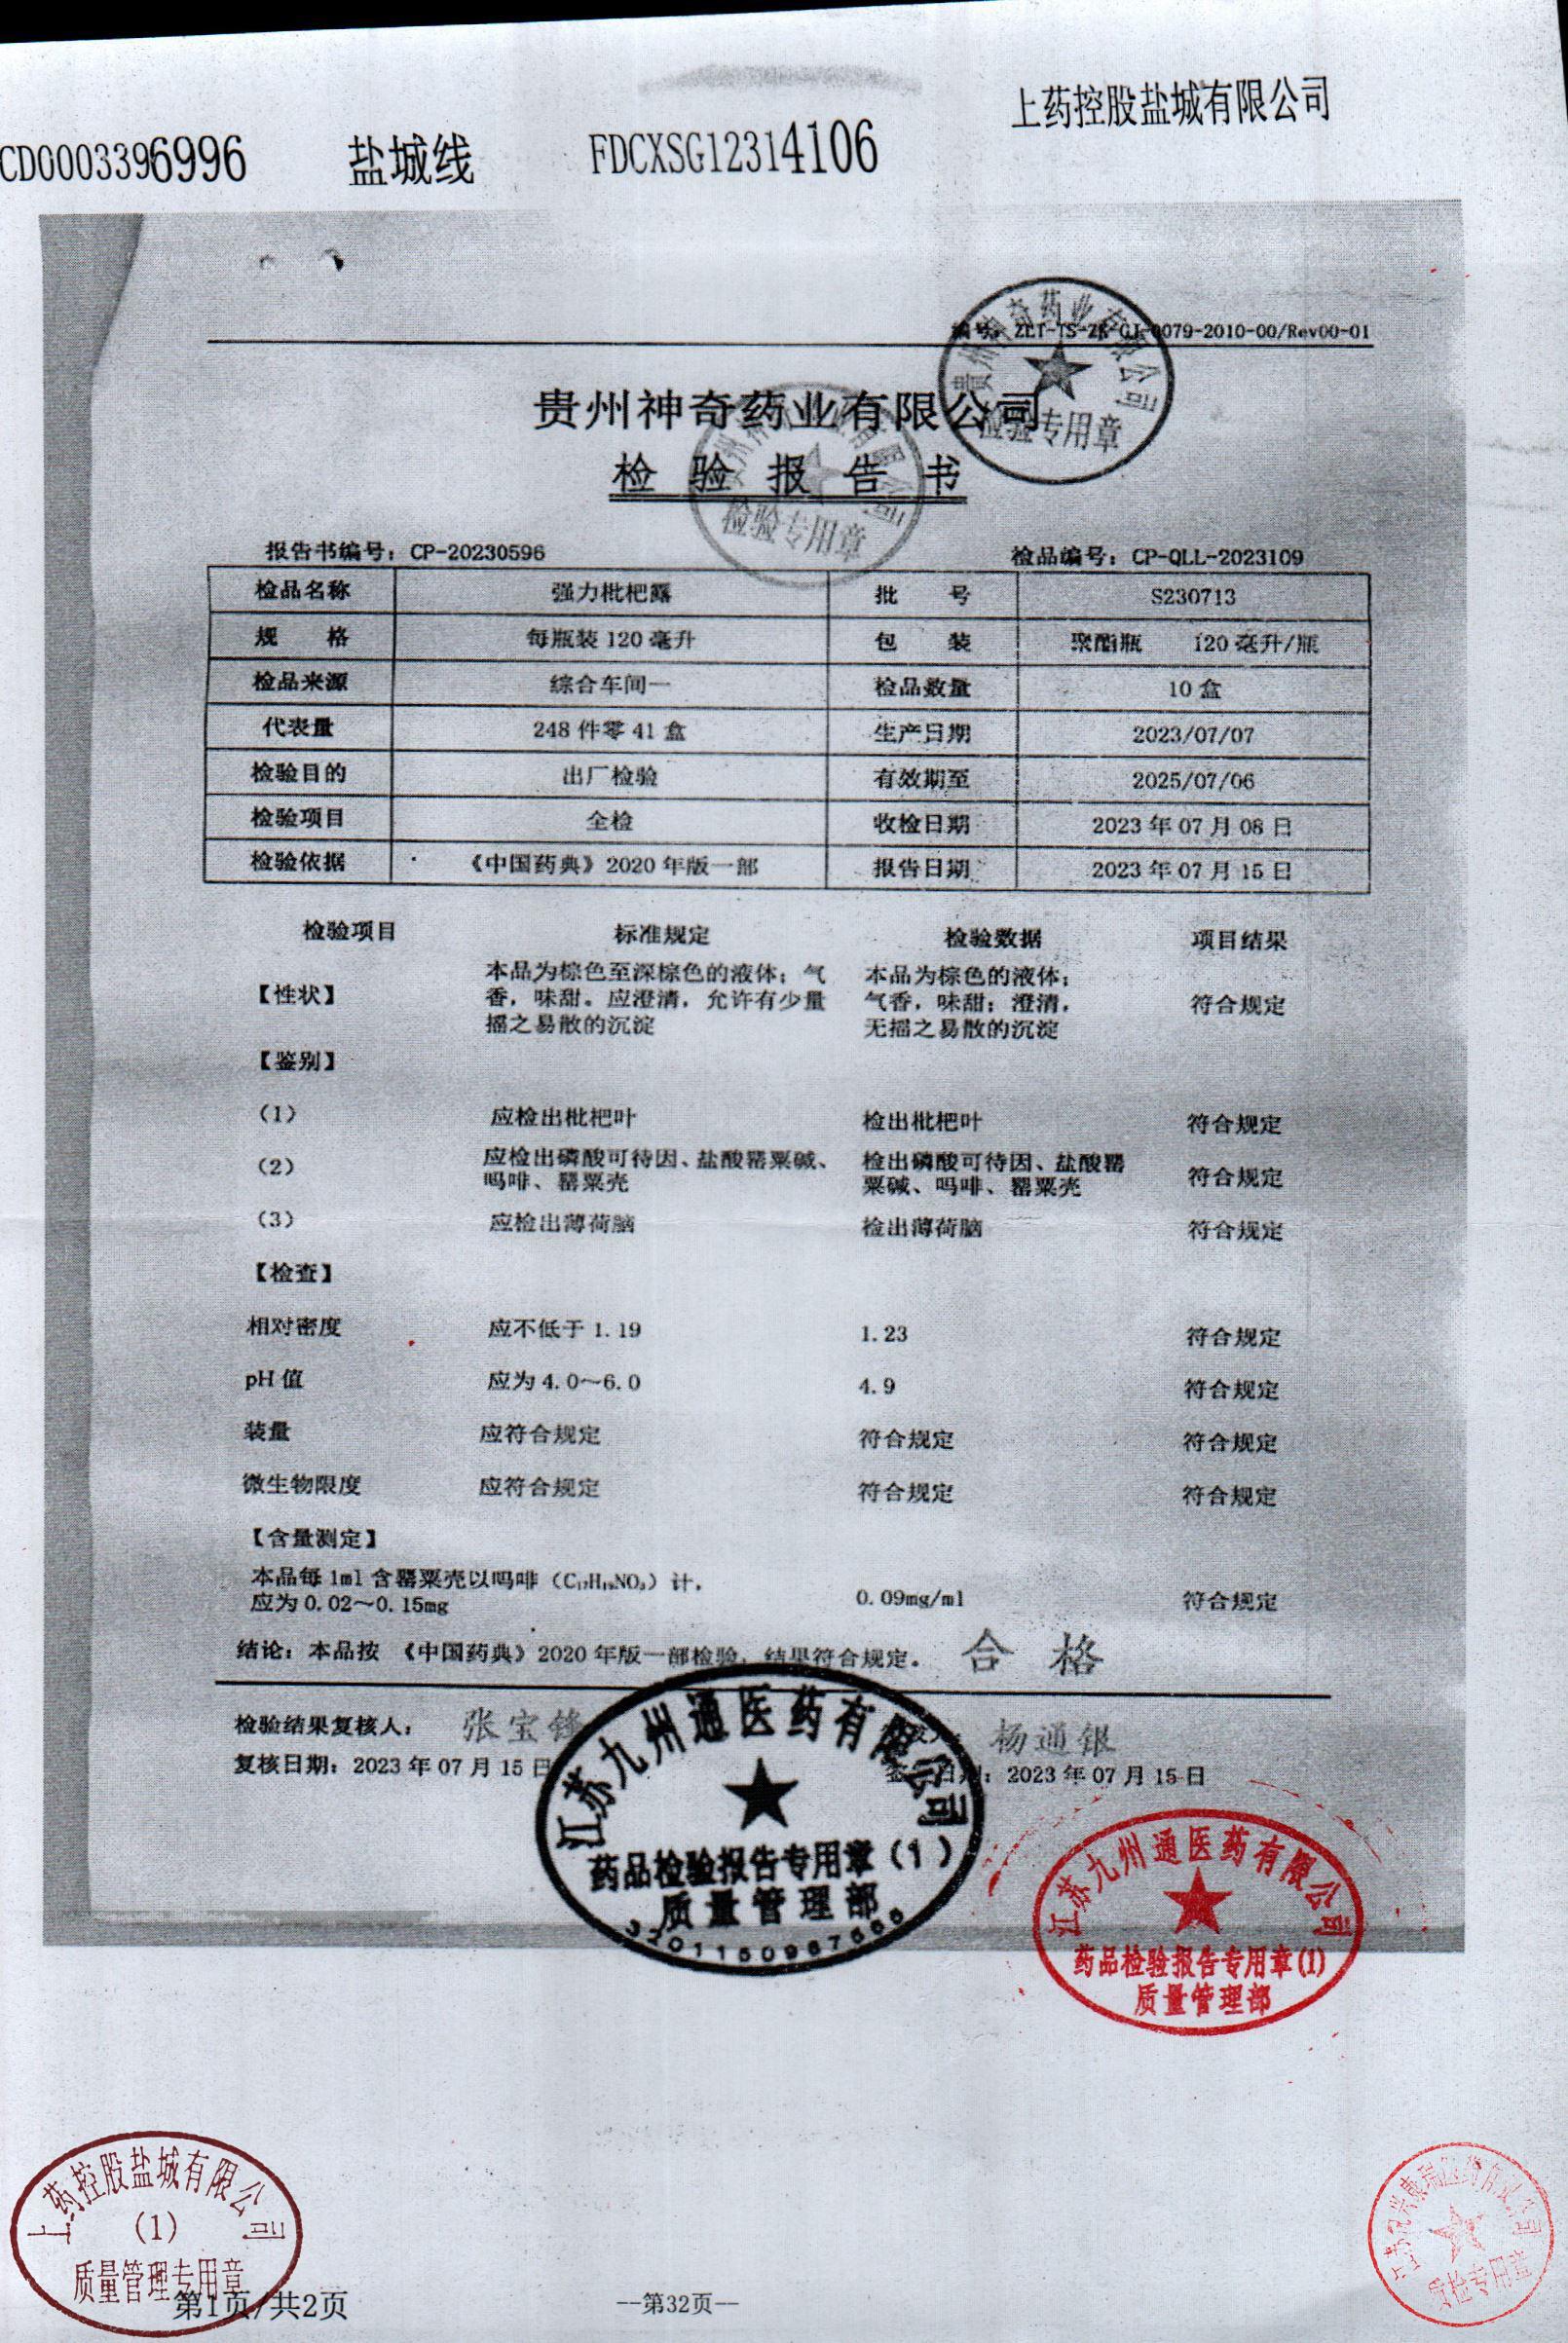 上药控股盐城有限公司
CD0003396996 盐城线 FDCXSG12314106
编号：ZLT-TS-ZK-GJ-0079-2010-00/Rev00-01
贵州神奇药业有限公司
检验专用章
贵州神奇药业有限公司
检验报告书
检验专用章
报告书编号：CP-20230596 检品编号：CP-QLL-2023109
检品名称 强力枇杷露 批号 S230713
规格 每瓶装120毫升 包装 聚酯瓶 120毫升/瓶
检品来源 综合车间一 检品数量 10盒
代表量 248件零41盒 生产日期 2023/07/07
检验目的 出厂检验 有效期至 2025/07/06
检验项目 全检 收检日期 2023年07月08日
检验依据 《中国药典》2020年版一部 报告日期 2023年07月15日
检验项目 标准规定 检验数据 项目结果
本品为棕色至深棕色的液体；气 本品为棕色的液体；
【性状】 香，味甜。应澄清，允许有少量 气香，味甜；澄清， 符合规定
摇之易散的沉淀 无摇之易散的沉淀
【鉴别】
（1） 应检出枇杷叶 检出枇杷叶 符合规定
（2） 应检出磷酸可待因、盐酸罂粟碱、 检出磷酸可待因、盐酸罂 符合规定
吗啡、罂粟壳 粟碱、吗啡、罂粟壳
（3） 应检出薄荷脑 检出薄荷脑 符合规定
【检查】
相对密度 应不低于1.19 1.23 符合规定
pH值 应为4.0～6.0 4.9 符合规定
装量 应符合规定 符合规定 符合规定
微生物限度 应符合规定 符合规定 符合规定
【含量测定】
本品每1ml含罂粟壳以吗啡（C₁₇H₁₉NO₃）计，
应为0.02～0.15mg 0.09mg/ml 符合规定
结论：本品按《中国药典》2020年版一部检验，结果符合规定。 合格
检验结果复核人：张宝锋 杨通银
复核日期：2023年07月15日 签发日期：2023年07月15日
江苏九州通医药有限公司
药品检验报告专用章（1）
质量管理部
江苏九州通医药有限公司
药品检验报告专用章(1)
质量管理部
上药控股盐城有限公司
(1)
质量管理专用章
质检专用章
第1页/共2页 --第32页--